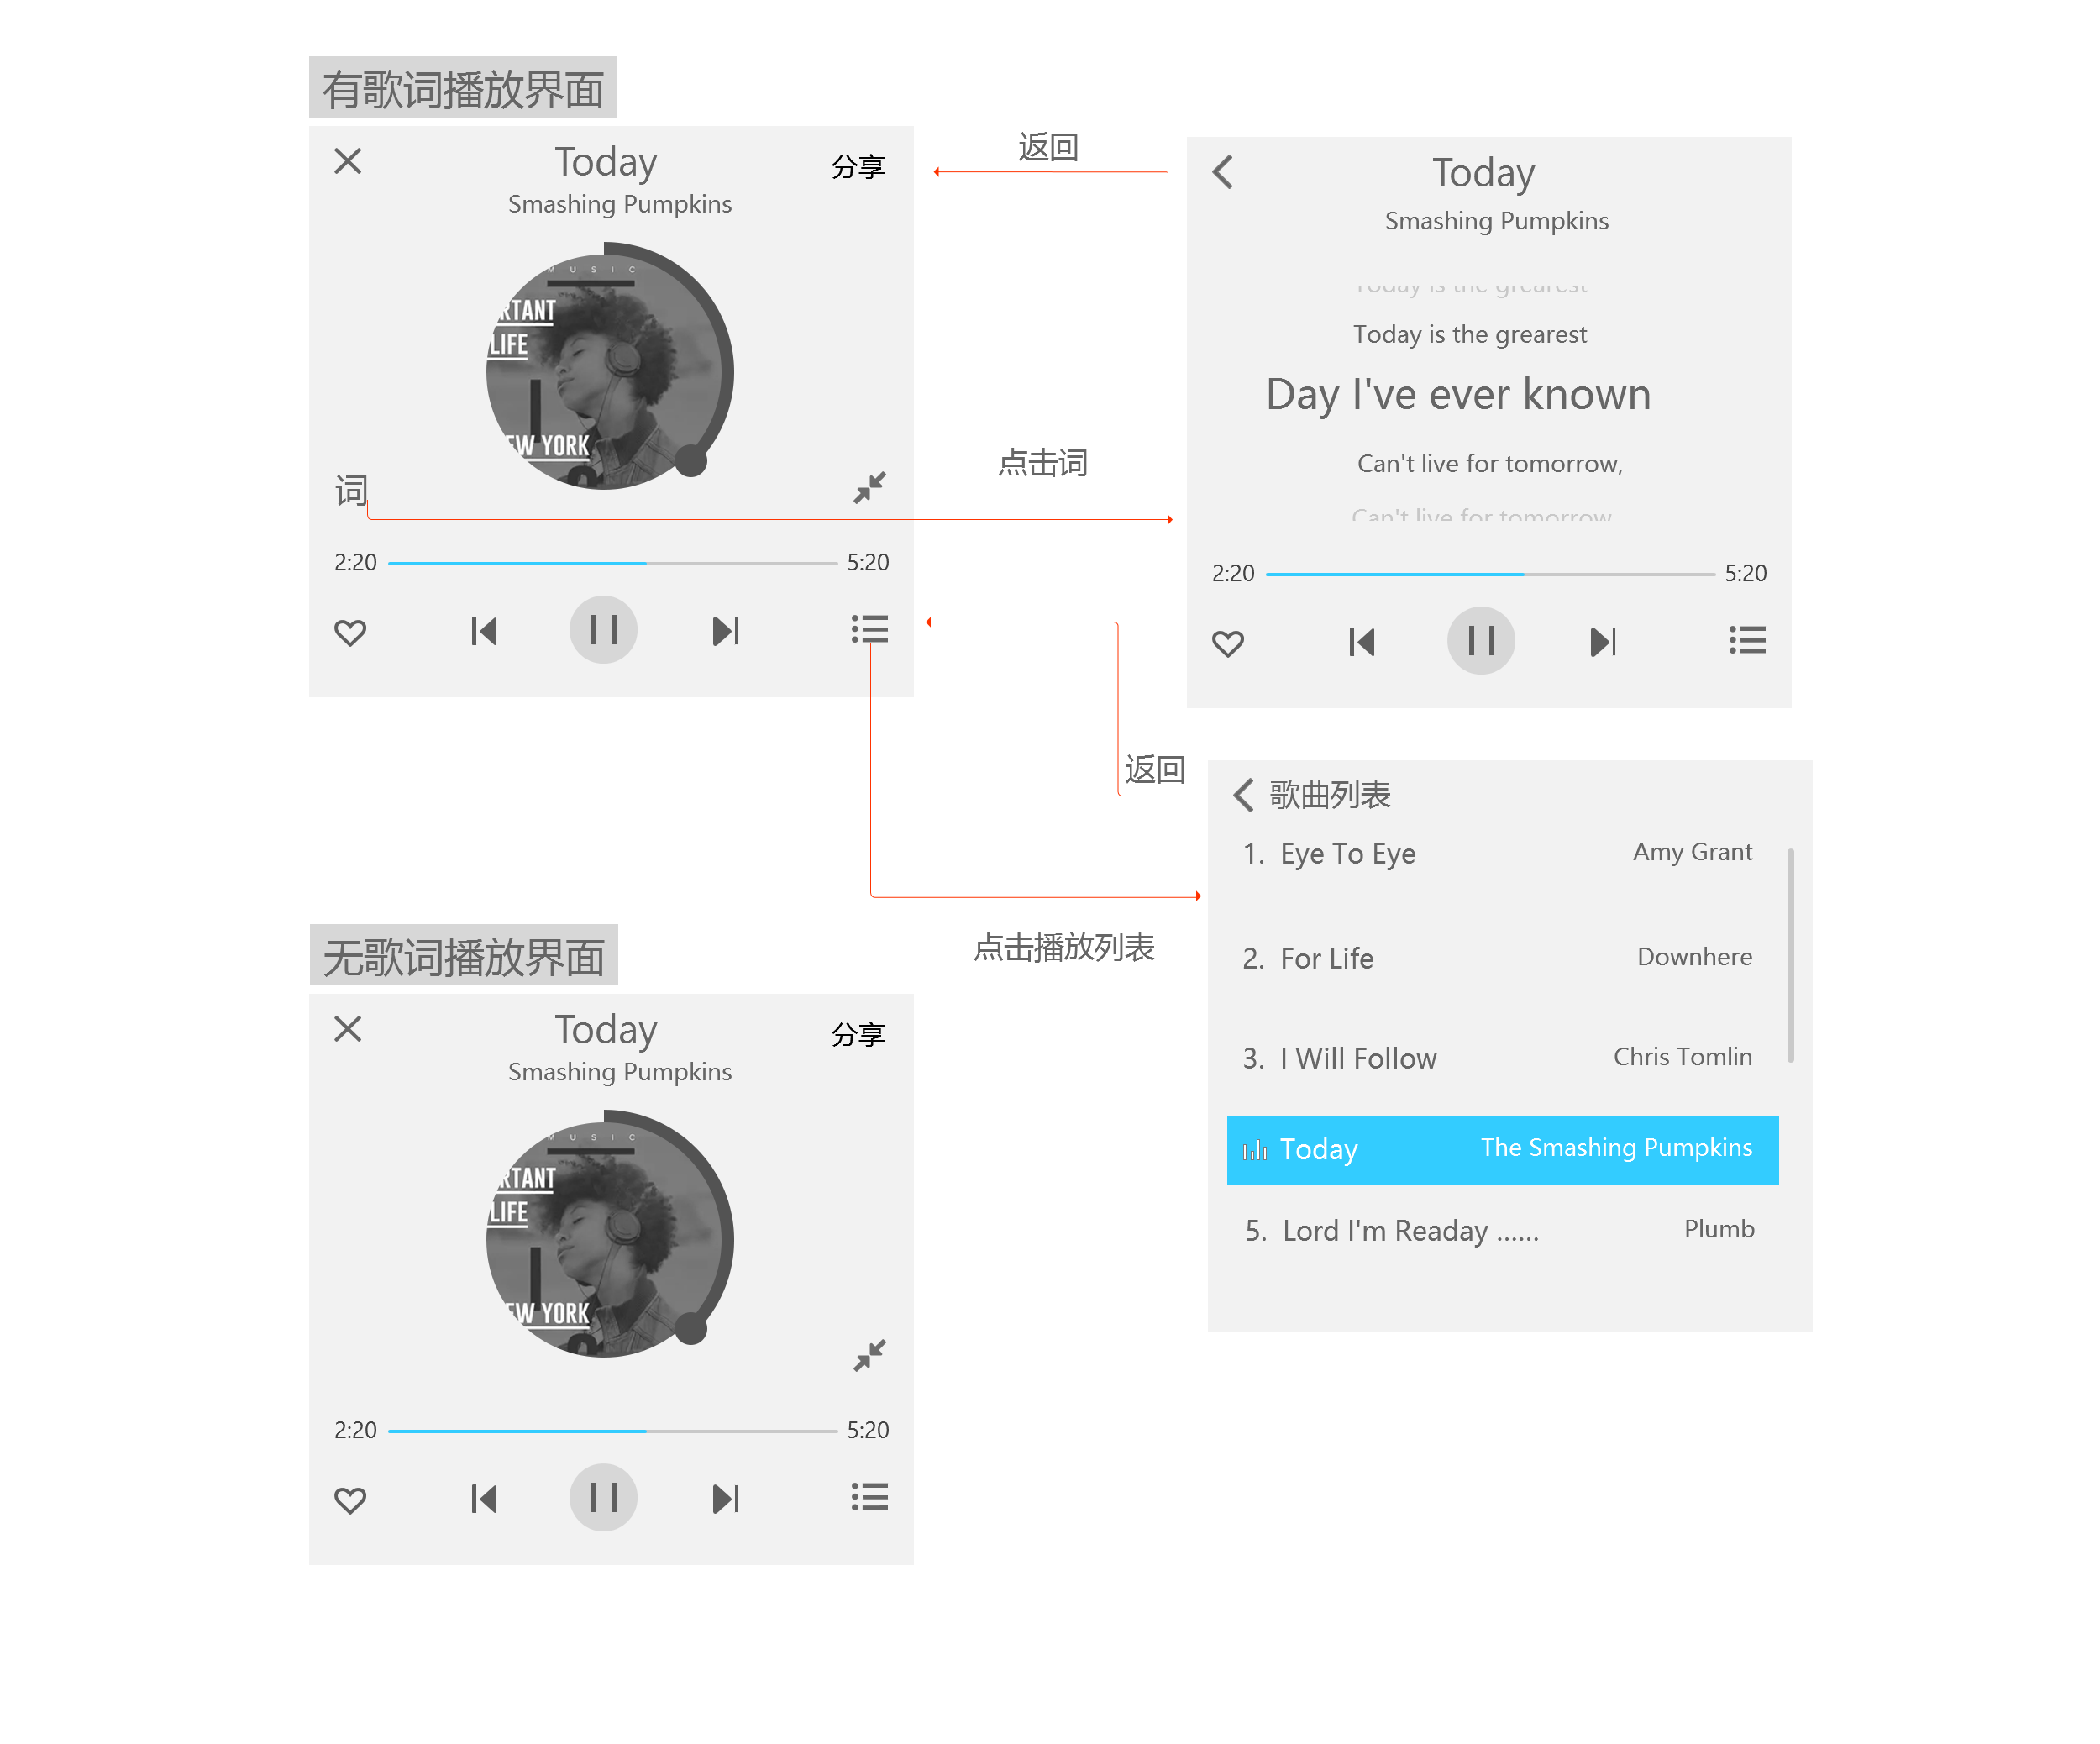 有歌词播放界面
Today
分享
Smashing Pumpkins
MUSIC
RTANT
LIFE
EW YORK
词
2:20
5:20
返回
点击词
Today
Smashing Pumpkins
Today is the grearest
Today is the grearest
Day I've ever known
Can't live for tomorrow,
Can't live for tomorrow
2:20
5:20
返回
点击播放列表
歌曲列表
1. Eye To Eye Amy Grant
2. For Life Downhere
3. I Will Follow Chris Tomlin
Today The Smashing Pumpkins
5. Lord I'm Readay ...... Plumb
无歌词播放界面
Today
分享
Smashing Pumpkins
MUSIC
RTANT
LIFE
EW YORK
2:20
5:20